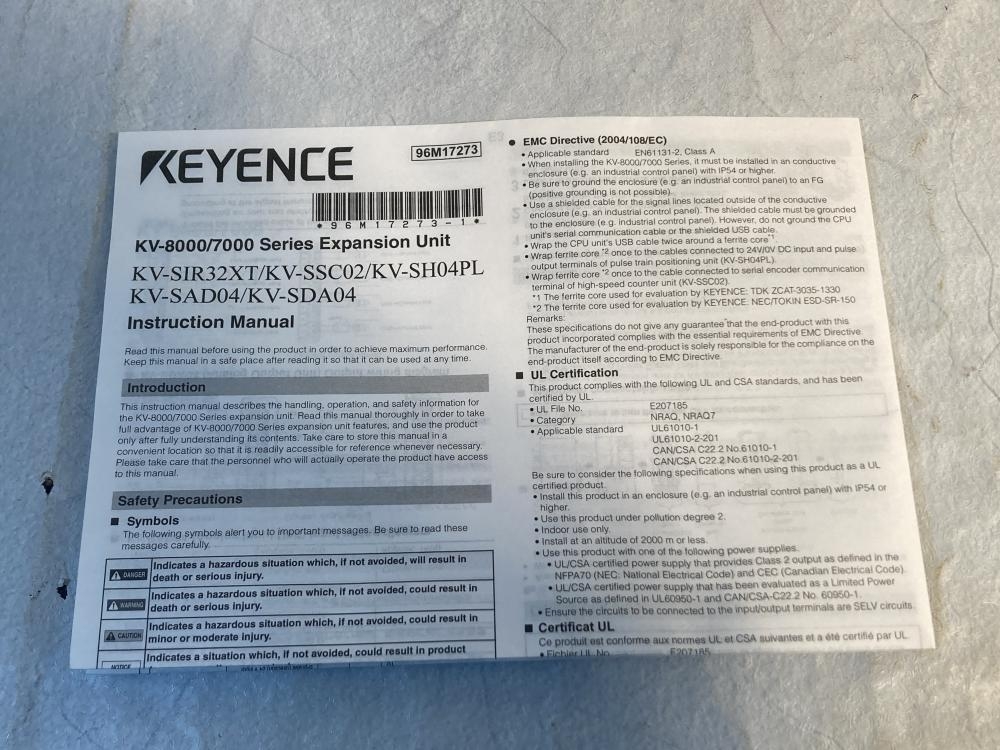 KEYENCE
96M17273
*96M17273-1*
KV-8000/7000 Series Expansion Unit
KV-SIR32XT/KV-SSC02/KV-SH04PL
KV-SAD04/KV-SDA04
Instruction Manual
Read this manual before using the product in order to achieve maximum performance.
Keep this manual in a safe place after reading it so that it can be used at any time.
Introduction
This instruction manual describes the handling, operation, and safety information for
the KV-8000/7000 Series expansion unit. Read this manual thoroughly in order to take
full advantage of KV-8000/7000 Series expansion unit features, and use the product
only after fully understanding its contents. Take care to store this manual in a
convenient location so that it is readily accessible for reference whenever necessary.
Please take care that the personnel who will actually operate the product have access
to this manual.
Safety Precautions
■ Symbols
The following symbols alert you to important messages. Be sure to read these
messages carefully.
DANGER
Indicates a hazardous situation which, if not avoided, will result in
death or serious injury.
WARNING
Indicates a hazardous situation which, if not avoided, could result in
death or serious injury.
CAUTION
Indicates a hazardous situation which, if not avoided, could result in
minor or moderate injury.
NOTICE
Indicates a situation which, if not avoided, could result in product
● EMC Directive (2004/108/EC)
• Applicable standard EN61131-2, Class A
• When installing the KV-8000/7000 Series, it must be installed in an conductive
enclosure (e.g. an industrial control panel) with IP54 or higher.
• Be sure to ground the enclosure (e.g. an industrial control panel) to an FG
(positive grounding is not possible).
• Use a shielded cable for the signal lines located outside of the conductive
enclosure (e.g. an industrial control panel). The shielded cable must be grounded
to the enclosure (e.g. industrial control panel). However, do not ground the CPU
unit's serial communication cable or the shielded USB cable.
• Wrap the CPU unit's USB cable twice around a ferrite core*1.
• Wrap ferrite core *2 once to the cables connected to 24V/0V DC input and pulse
output terminals of pulse train positioning unit (KV-SH04PL).
• Wrap ferrite core *2 once to the cable connected to serial encoder communication
terminal of high-speed counter unit (KV-SSC02).
*1 The ferrite core used for evaluation by KEYENCE: TDK ZCAT-3035-1330
*2 The ferrite core used for evaluation by KEYENCE: NEC/TOKIN ESD-SR-150
Remarks:
These specifications do not give any guarantee that the end-product with this
product incorporated complies with the essential requirements of EMC Directive.
The manufacturer of the end-product is solely responsible for the compliance on the
end-product itself according to EMC Directive.
■ UL Certification
This product complies with the following UL and CSA standards, and has been
certified by UL.
• UL File No. E207185
• Category NRAQ, NRAQ7
• Applicable standard UL61010-1
UL61010-2-201
CAN/CSA C22.2 No.61010-1
CAN/CSA C22.2 No.61010-2-201
Be sure to consider the following specifications when using this product as a UL
certified product.
• Install this product in an enclosure (e.g. an industrial control panel) with IP54 or
higher.
• Use this product under pollution degree 2.
• Indoor use only.
• Install at an altitude of 2000 m or less.
• Use this product with one of the following power supplies.
• UL/CSA certified power supply that provides Class 2 output as defined in the
NFPA70 (NEC: National Electrical Code) and CEC (Canadian Electrical Code).
• UL/CSA certified power supply that has been evaluated as a Limited Power
Source as defined in UL60950-1 and CAN/CSA-C22.2 No. 60950-1.
• Ensure the circuits to be connected to the input/output terminals are SELV circuits.
■ Certificat UL
Ce produit est conforme aux normes UL et CSA suivantes et a été certifié par UL.
• Fichier UL No. E207185